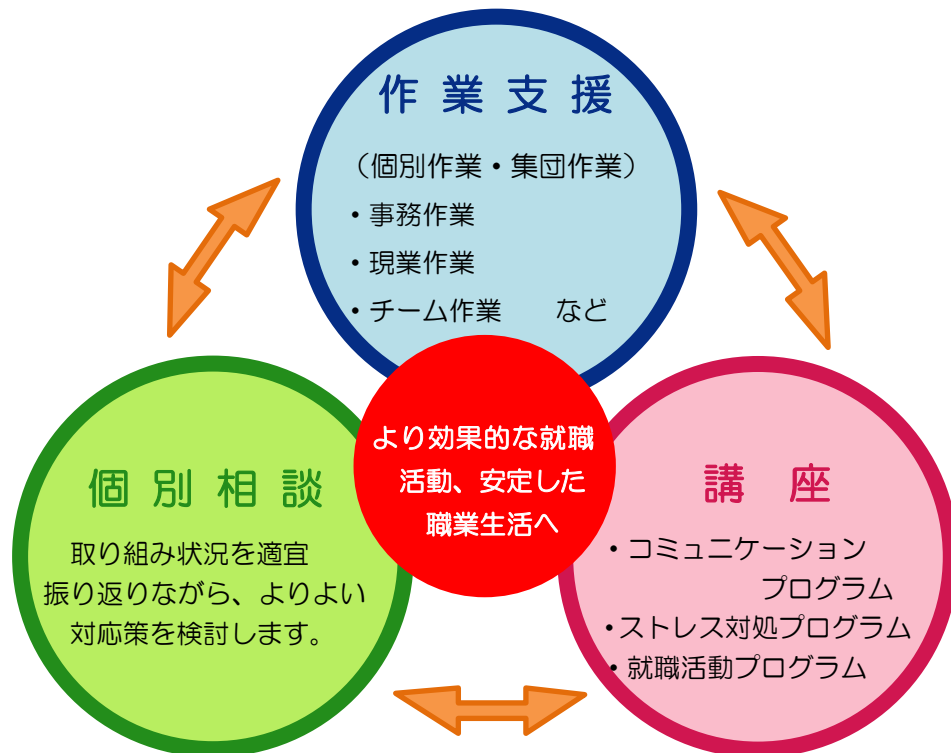 作業支援
（個別作業・集団作業）
・事務作業
・現業作業
・チーム作業　　など
より効果的な就職
活動、安定した
職業生活へ
個別相談
取り組み状況を適宜
振り返りながら、よりよい
対応策を検討します。
講　座
・コミュニケーション
プログラム
・ストレス対処プログラム
・就職活動プログラム